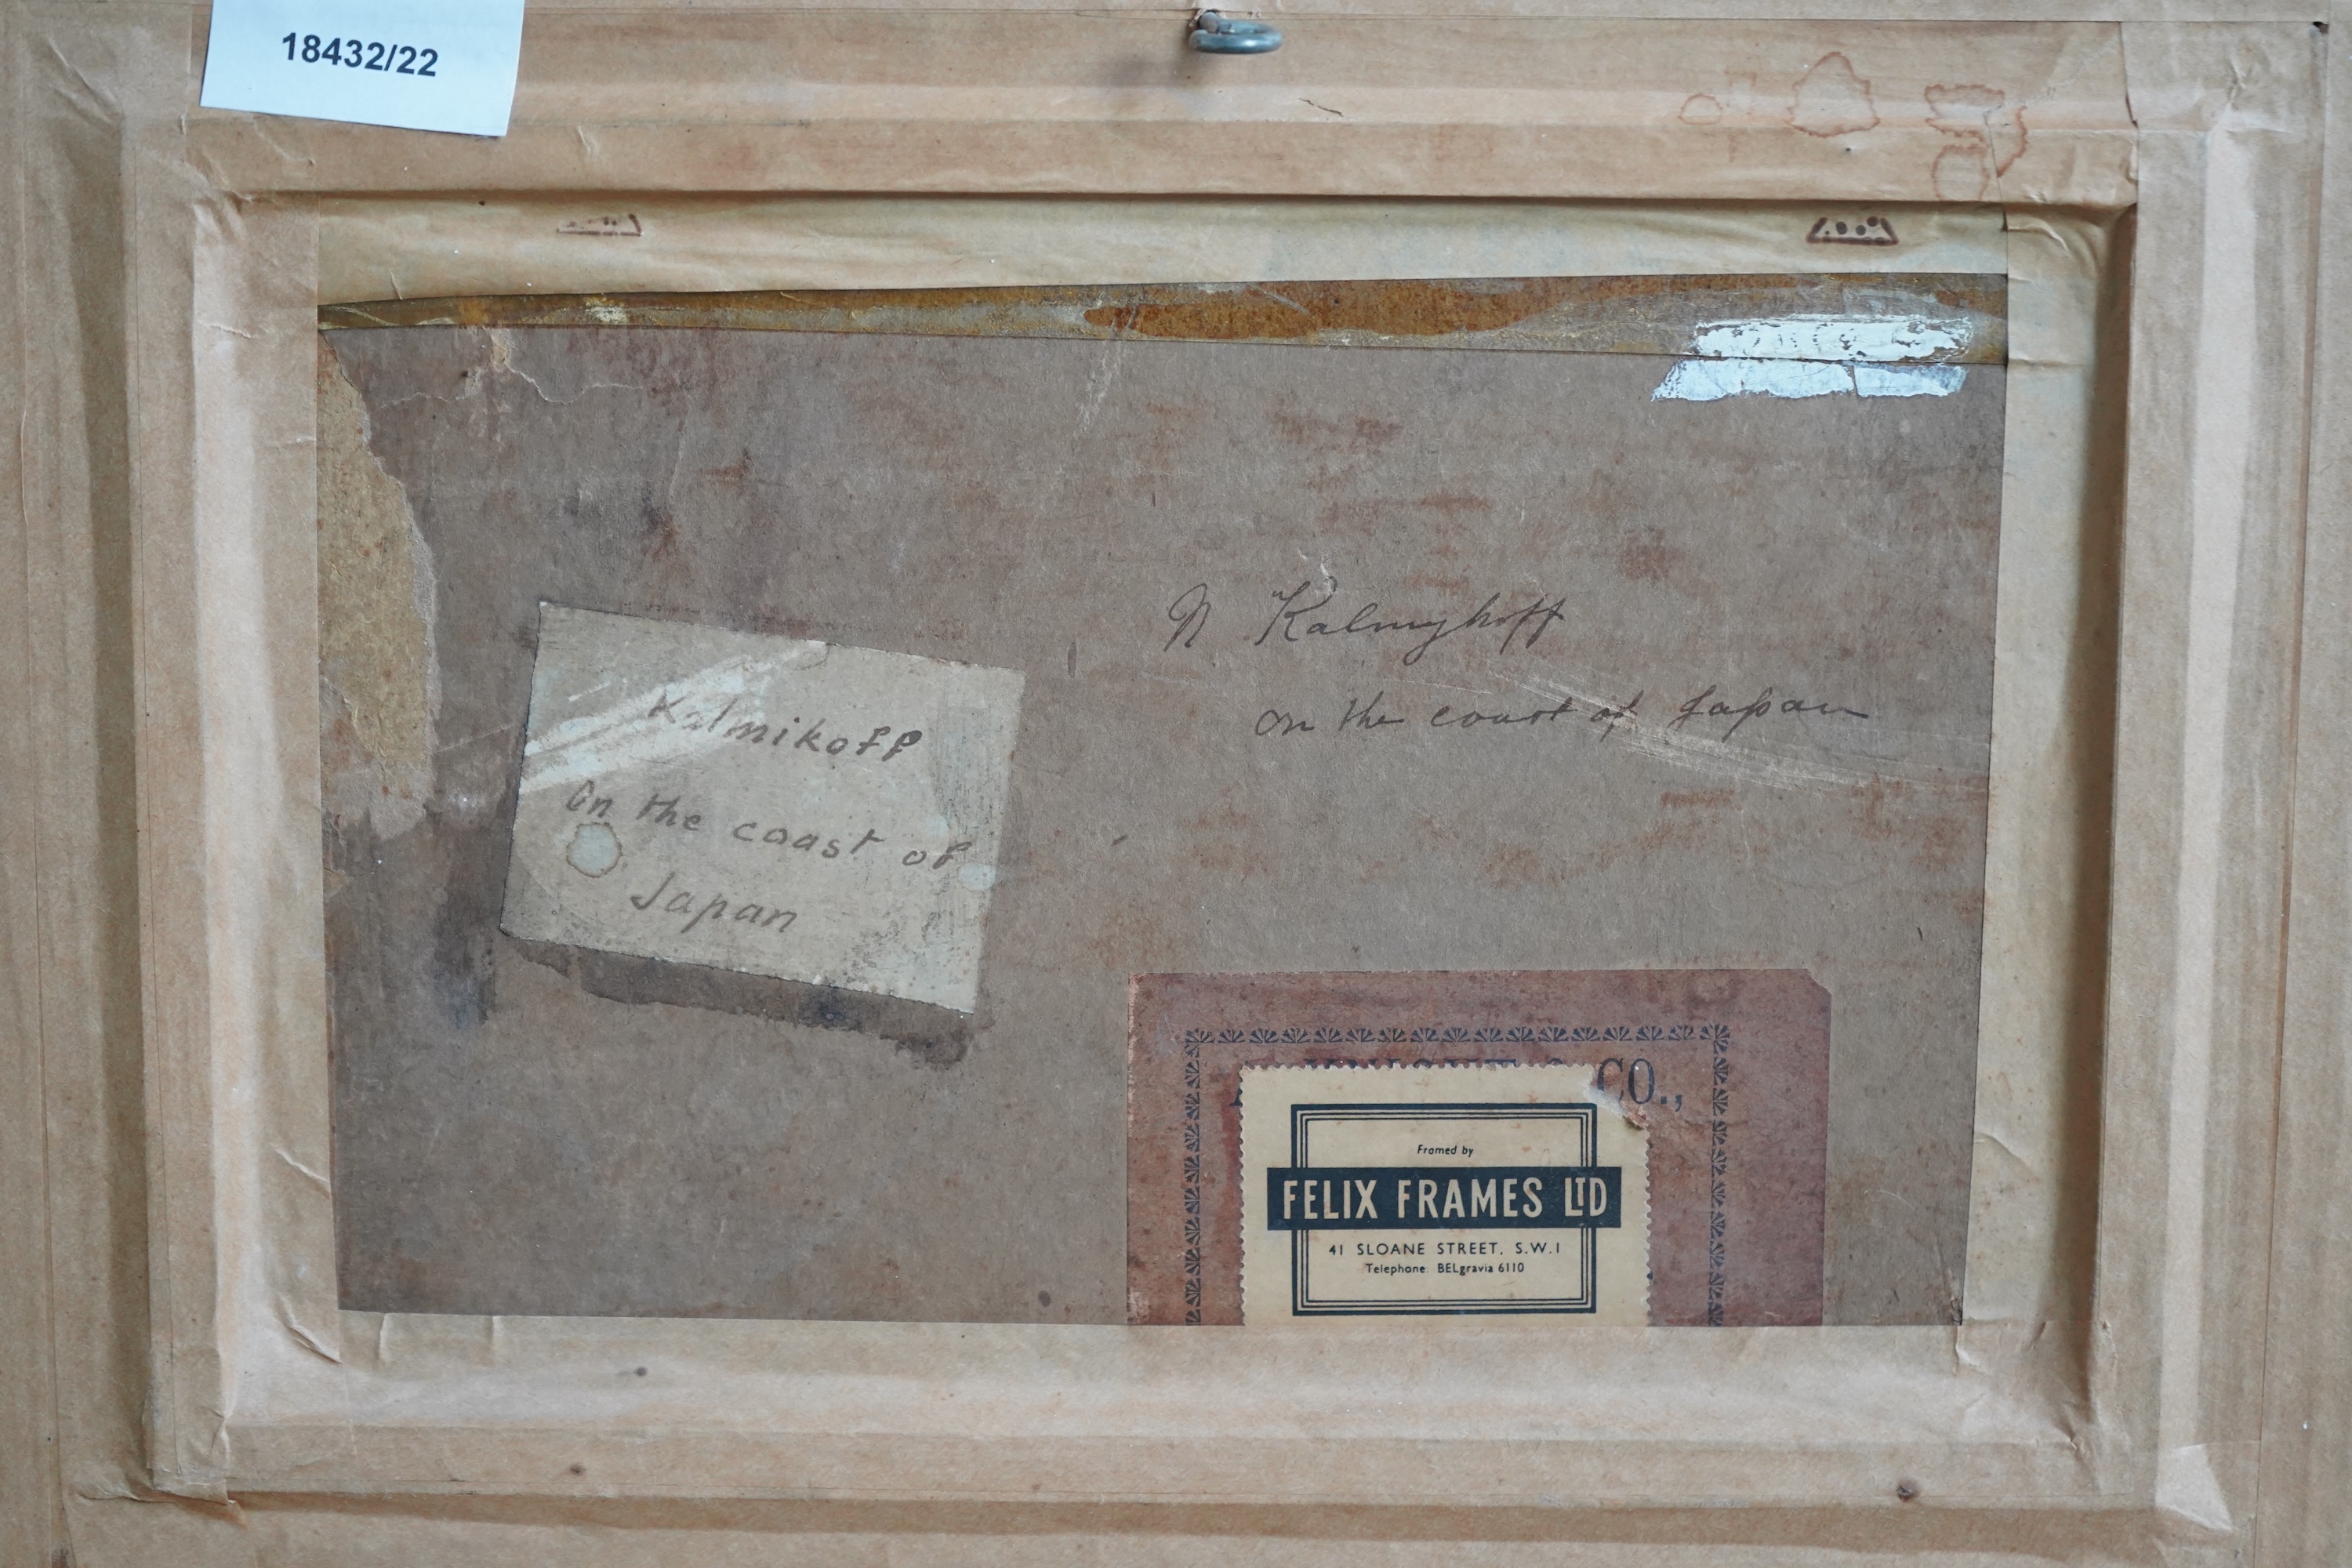 18432/22
N Kalmykoff
on the coast of Japan
Kalmikoff
On the coast of
Japan
CO.,
Framed by
FELIX FRAMES LTD
41 SLOANE STREET, S.W.1
Telephone: BELgravia 6110